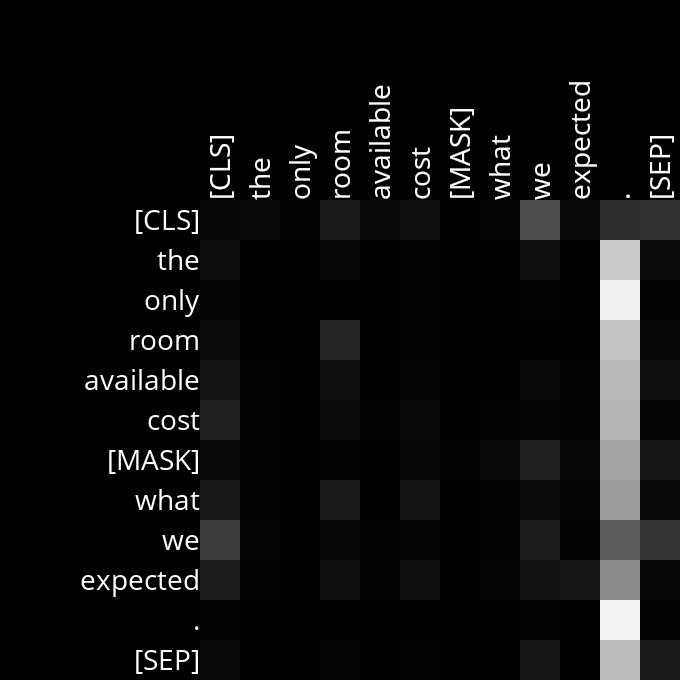 [CLS] the only room available cost [MASK] what we expected . [SEP]
[CLS]
the
only
room
available
cost
[MASK]
what
we
expected
.
[SEP]